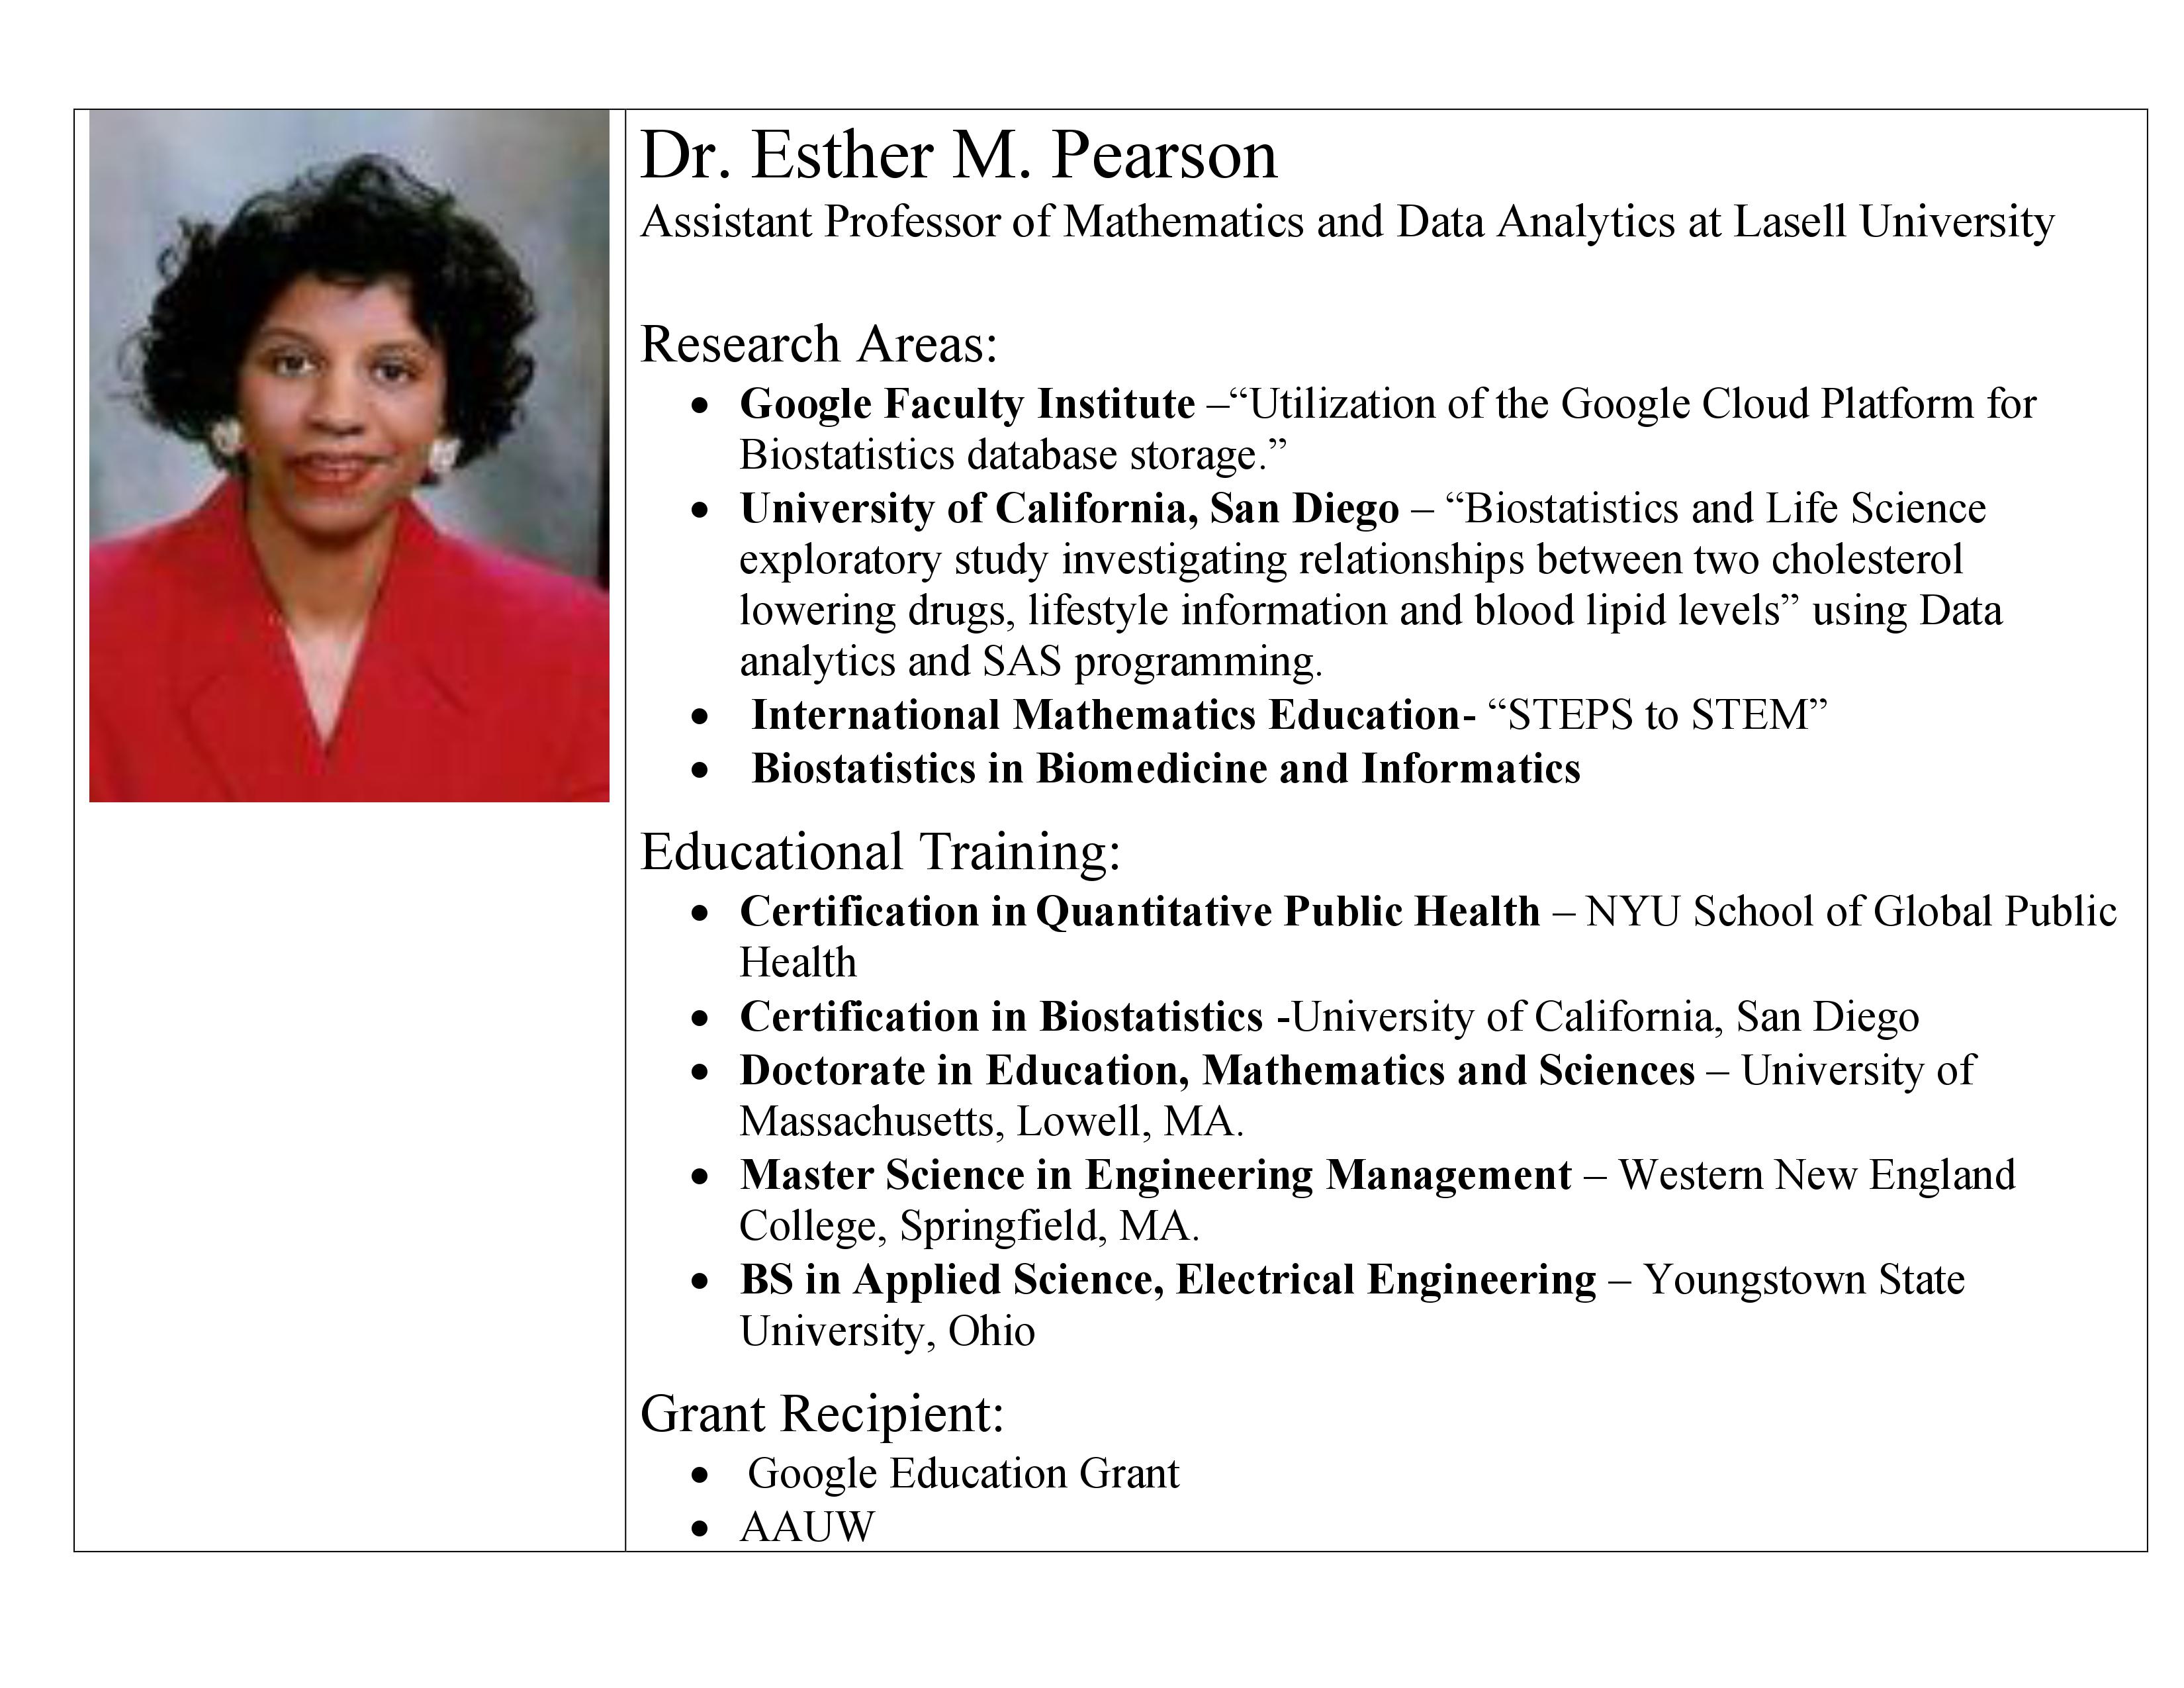 Dr. Esther M. Pearson
Assistant Professor of Mathematics and Data Analytics at Lasell University
Research Areas:
• Google Faculty Institute –“Utilization of the Google Cloud Platform for
Biostatistics database storage.”
• University of California, San Diego – “Biostatistics and Life Science
exploratory study investigating relationships between two cholesterol
lowering drugs, lifestyle information and blood lipid levels” using Data
analytics and SAS programming.
• International Mathematics Education- “STEPS to STEM”
• Biostatistics in Biomedicine and Informatics
Educational Training:
• Certification in Quantitative Public Health – NYU School of Global Public
Health
• Certification in Biostatistics -University of California, San Diego
• Doctorate in Education, Mathematics and Sciences – University of
Massachusetts, Lowell, MA.
• Master Science in Engineering Management – Western New England
College, Springfield, MA.
• BS in Applied Science, Electrical Engineering – Youngstown State
University, Ohio
Grant Recipient:
• Google Education Grant
• AAUW